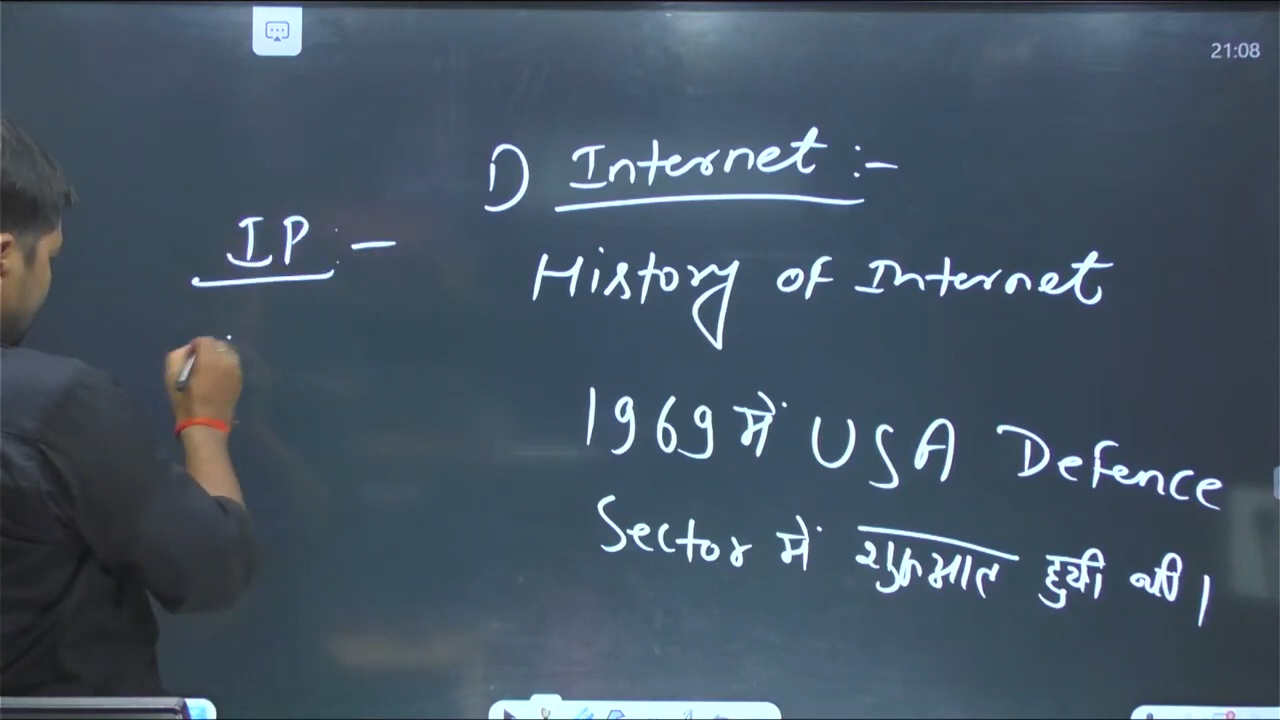 21:08
1) Internet :-
IP :-
History of Internet
1969 में USA Defence
Sector में शुरुआत हुयी थी।